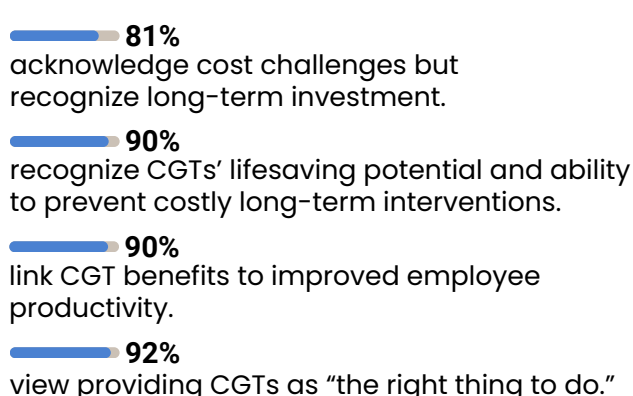 81%
acknowledge cost challenges but
recognize long-term investment.
90%
recognize CGTs’ lifesaving potential and ability
to prevent costly long-term interventions.
90%
link CGT benefits to improved employee
productivity.
92%
view providing CGTs as “the right thing to do.”